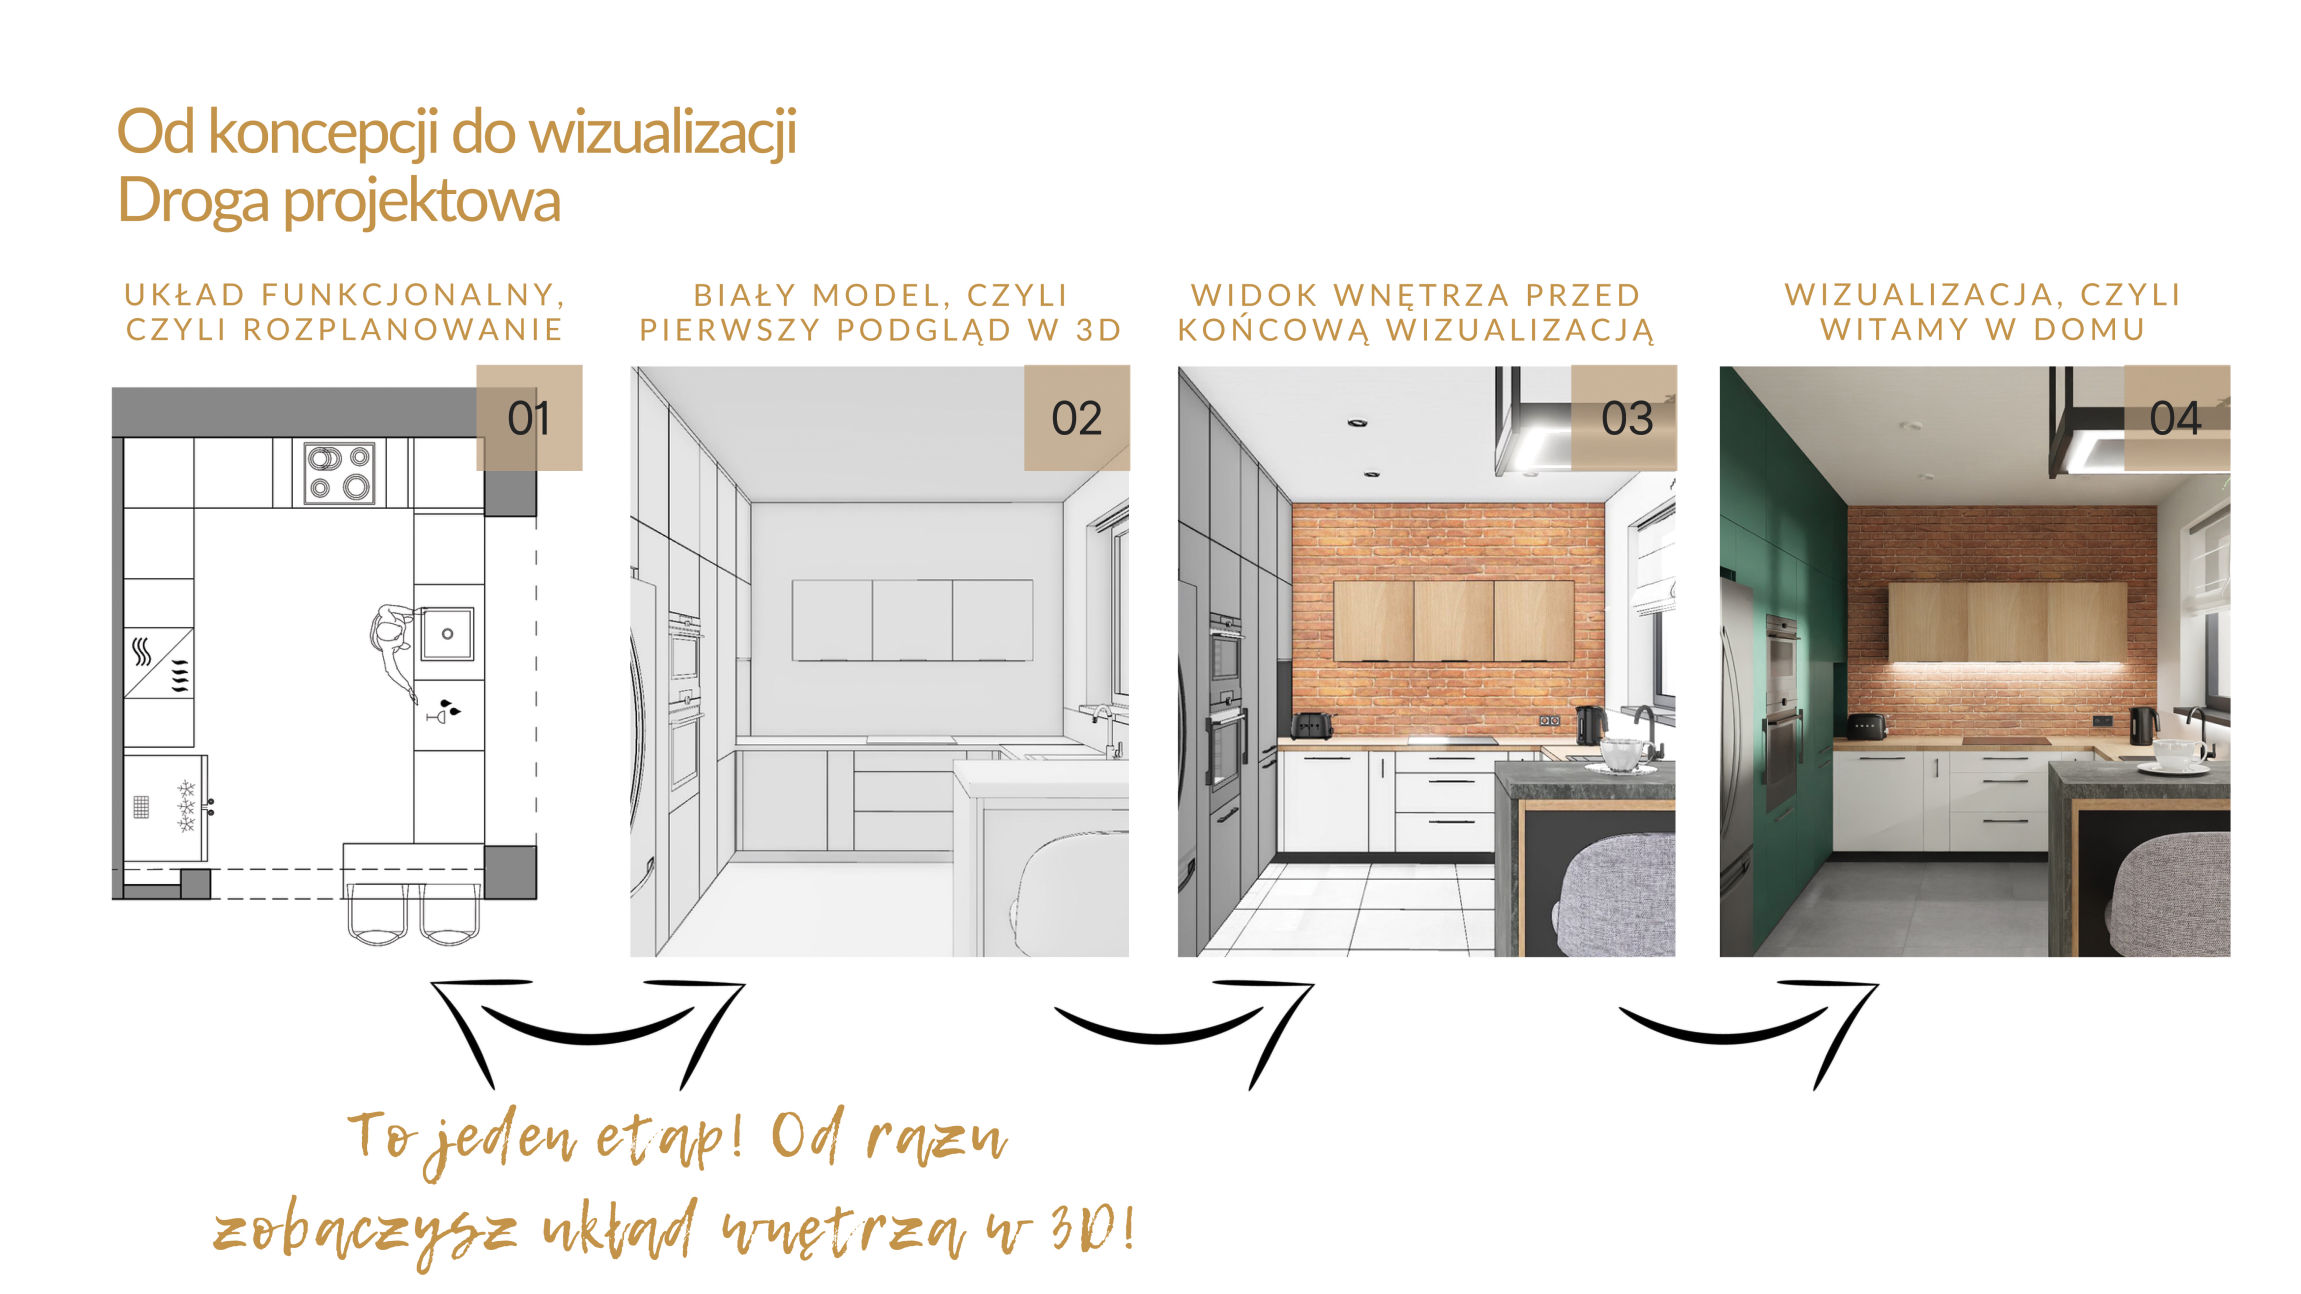 Od koncepcji do wizualizacji
Droga projektowa
UKŁAD FUNKCJONALNY,
CZYLI ROZPLANOWANIE
01
BIAŁY MODEL, CZYLI
PIERWSZY PODGLĄD W 3D
02
WIDOK WNĘTRZA PRZED
KOŃCOWĄ WIZUALIZACJĄ
03
WIZUALIZACJA, CZYLI
WITAMY W DOMU
04
To jeden etap! Od razu
zobaczysz układ wnętrza w 3D!